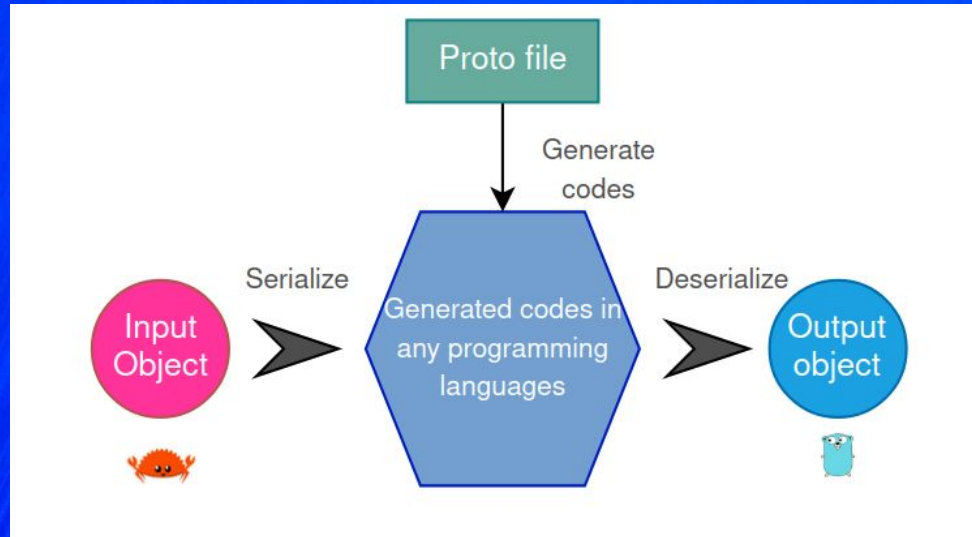 Proto file
Generate
codes
Serialize
Deserialize
Input
Object
Generated codes in
any programming
languages
Output
object